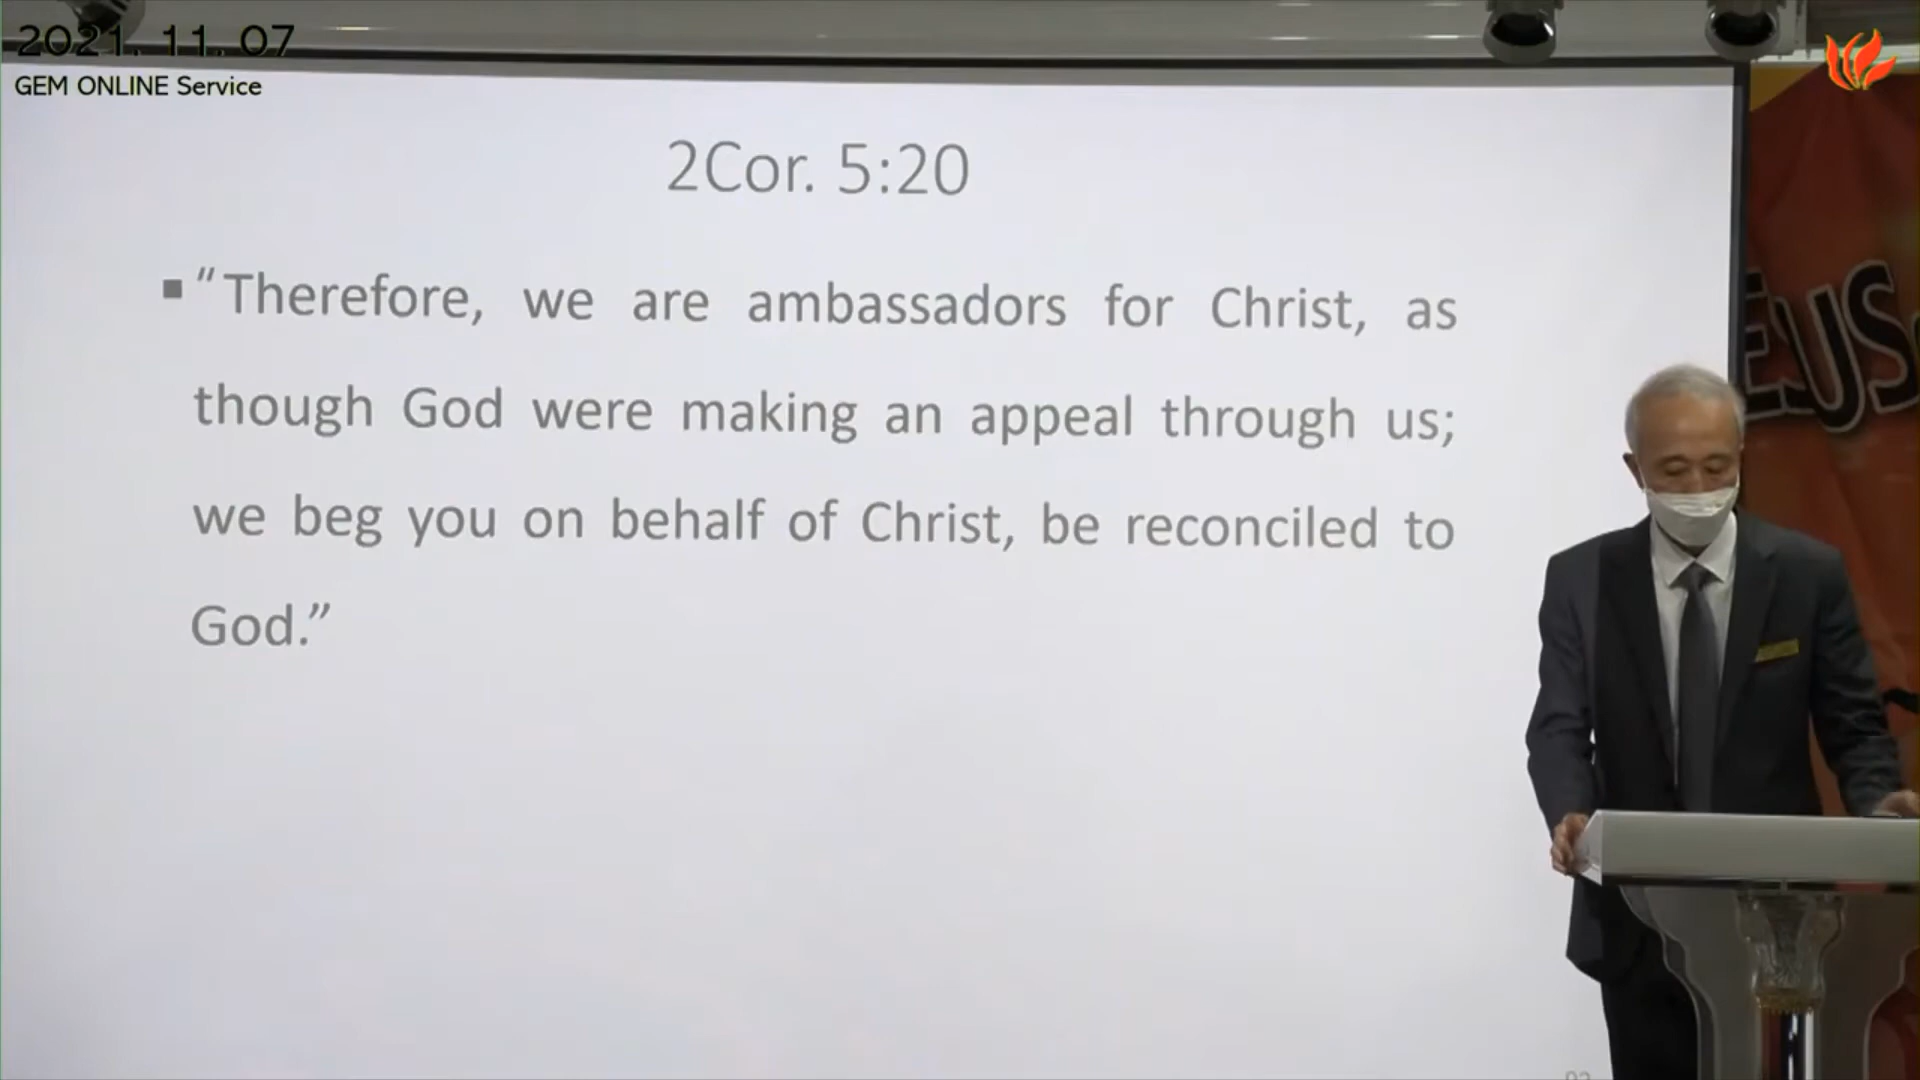 2021. 11. 07
GEM ONLINE Service
2Cor. 5:20
▪ “Therefore, we are ambassadors for Christ, as
though God were making an appeal through us;
we beg you on behalf of Christ, be reconciled to
God.”